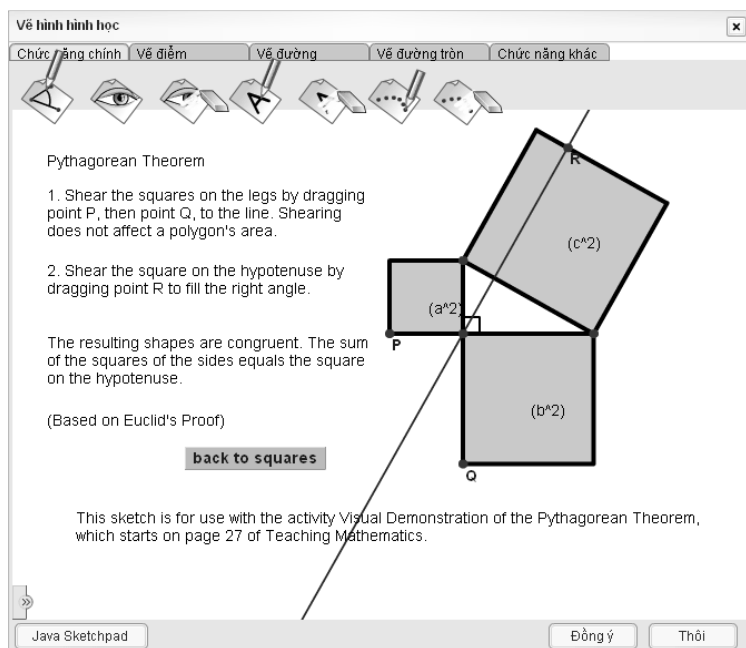 Vẽ hình hình học
Chức năng chính
Vẽ điểm
Vẽ đường
Vẽ đường tròn
Chức năng khác
A
A
Pythagorean Theorem
1. Shear the squares on the legs by dragging
point P, then point Q, to the line. Shearing
does not affect a polygon's area.
2. Shear the square on the hypotenuse by
dragging point R to fill the right angle.
The resulting shapes are congruent. The sum
of the squares of the sides equals the square
on the hypotenuse.
(Based on Euclid's Proof)
back to squares
R
(c^2)
(a^2)
P
(b^2)
Q
This sketch is for use with the activity Visual Demonstration of the Pythagorean Theorem,
which starts on page 27 of Teaching Mathematics.
»
Java Sketchpad
Đồng ý
Thôi